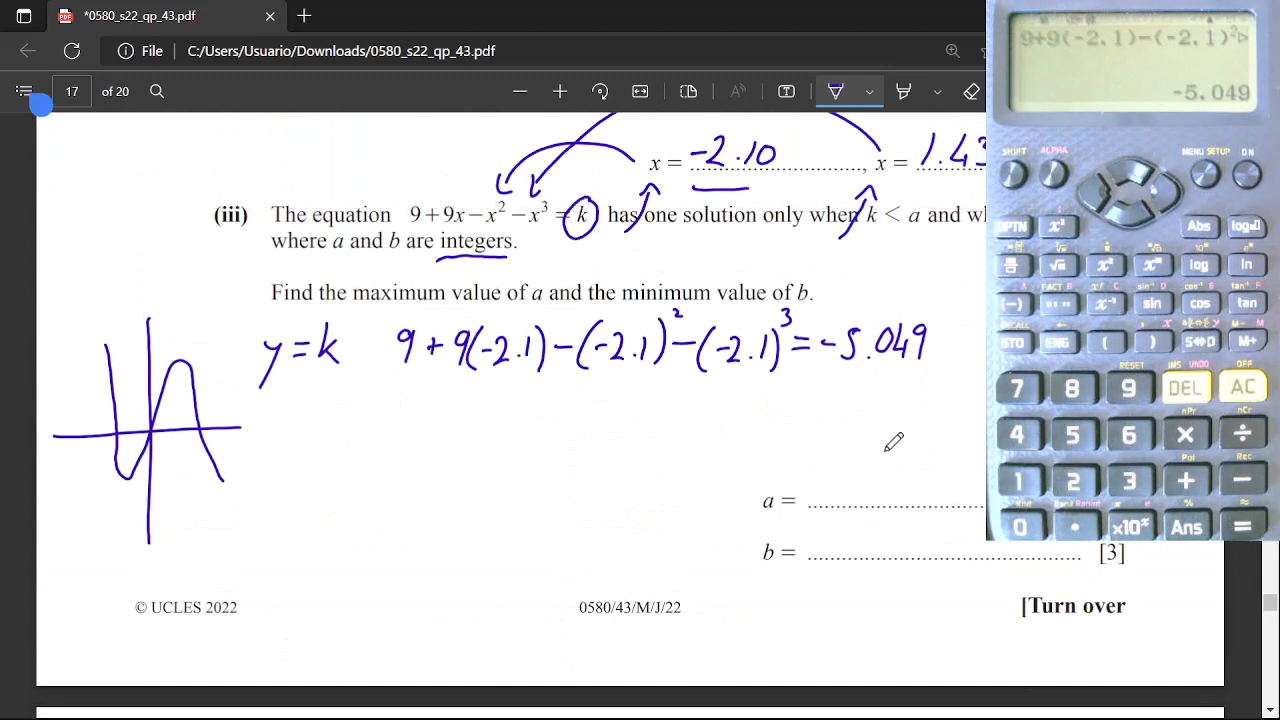 *0580_s22_qp_43.pdf
File C:/Users/Usuario/Downloads/0580_s22_qp_43.pdf
17 of 20
x = -2.10, x = 1.43
(iii) The equation 9 + 9x − x² − x³ = k has one solution only when k < a and wh
where a and b are integers.
Find the maximum value of a and the minimum value of b.
y = k 9 + 9(-2.1) - (-2.1)² - (-2.1)³ = -5.049
a =
b = [3]
© UCLES 2022 0580/43/M/J/22 [Turn over
9+9(-2.1)-(-2.1)²▷
-5.049
SHIFT ALPHA MENU SETUP ON
OPTN Abs
x² log ln
(−) x⁻¹ sin cos tan
STO ENG ( ) S⇔D M+
7 8 9 DEL AC
4 5 6 × ÷
1 2 3 + −
0 . ×10ˣ Ans =